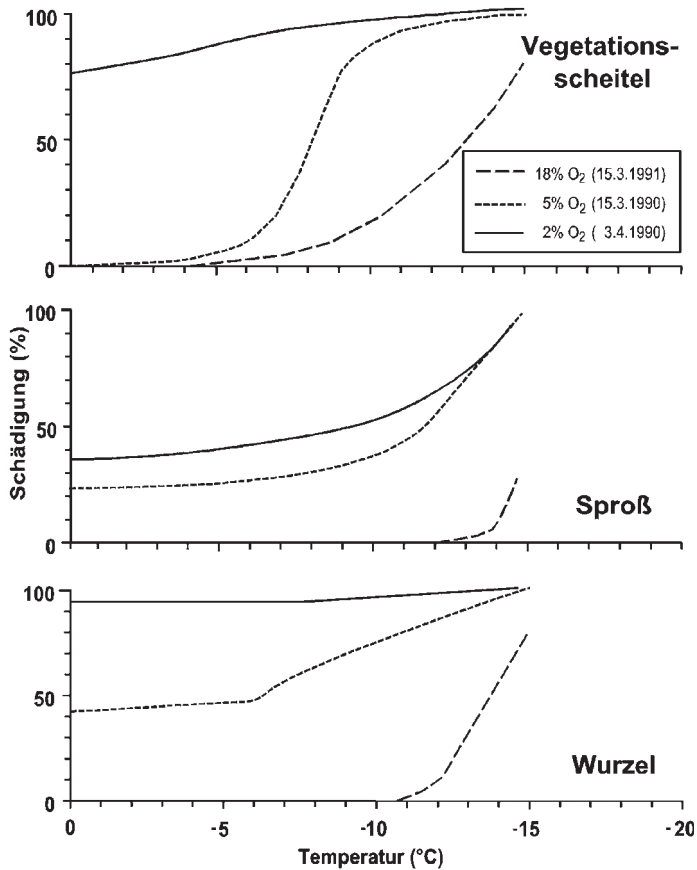 100
50
0
Vegetations-
scheitel
18% O₂ (15.3.1991)
5% O₂ (15.3.1990)
2% O₂ ( 3.4.1990)
Schädigung (%)
100
50
0
Sproß
100
50
0
Wurzel
0 -5 -10 -15 -20
Temperatur (°C)